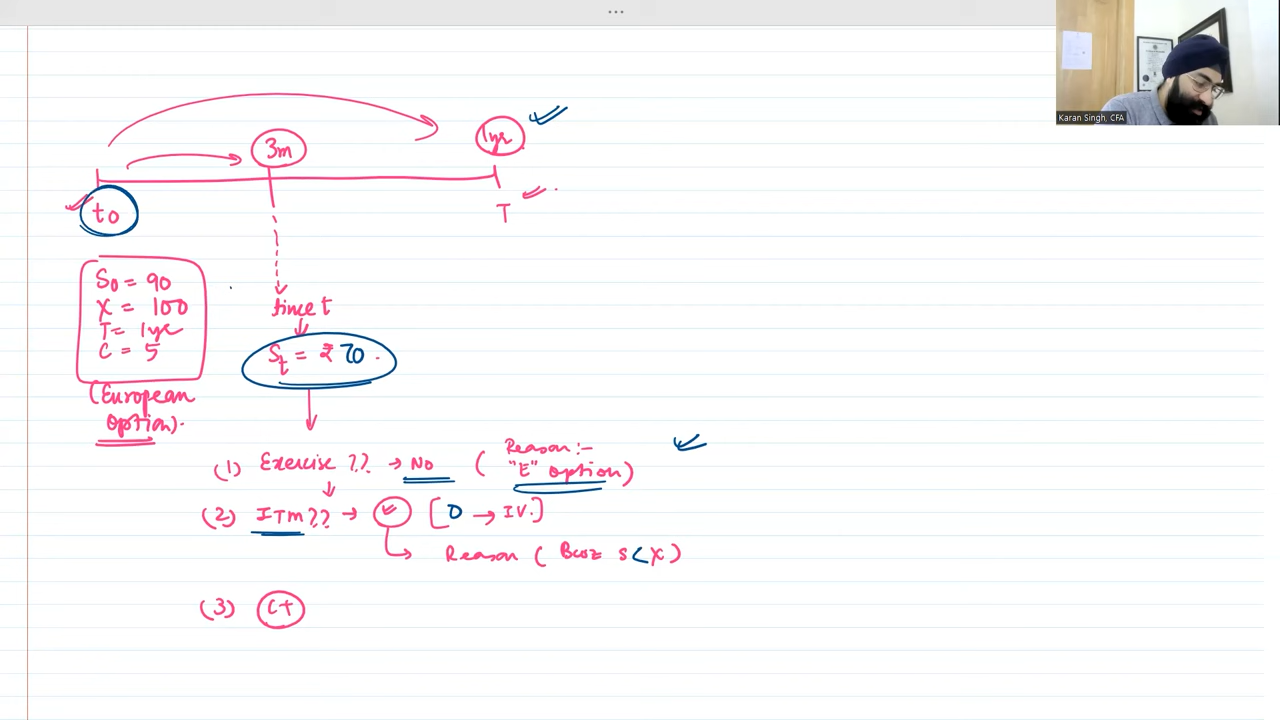 Karan Singh, CFA
3m
1yr
t0
T
S0 = 90
X = 100
T = 1yr
C = 5
(European
option).
time t
St = ₹ 70.
(1) Exercise ?? → No ( Reason :-
"E" option)
(2) ITM ?? → [0 → IV.]
Reason ( Bcoz S < X )
(3) C+